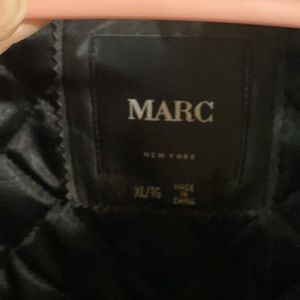 MARC
NEW YORK
XL/TG
MADE
IN
CHINA